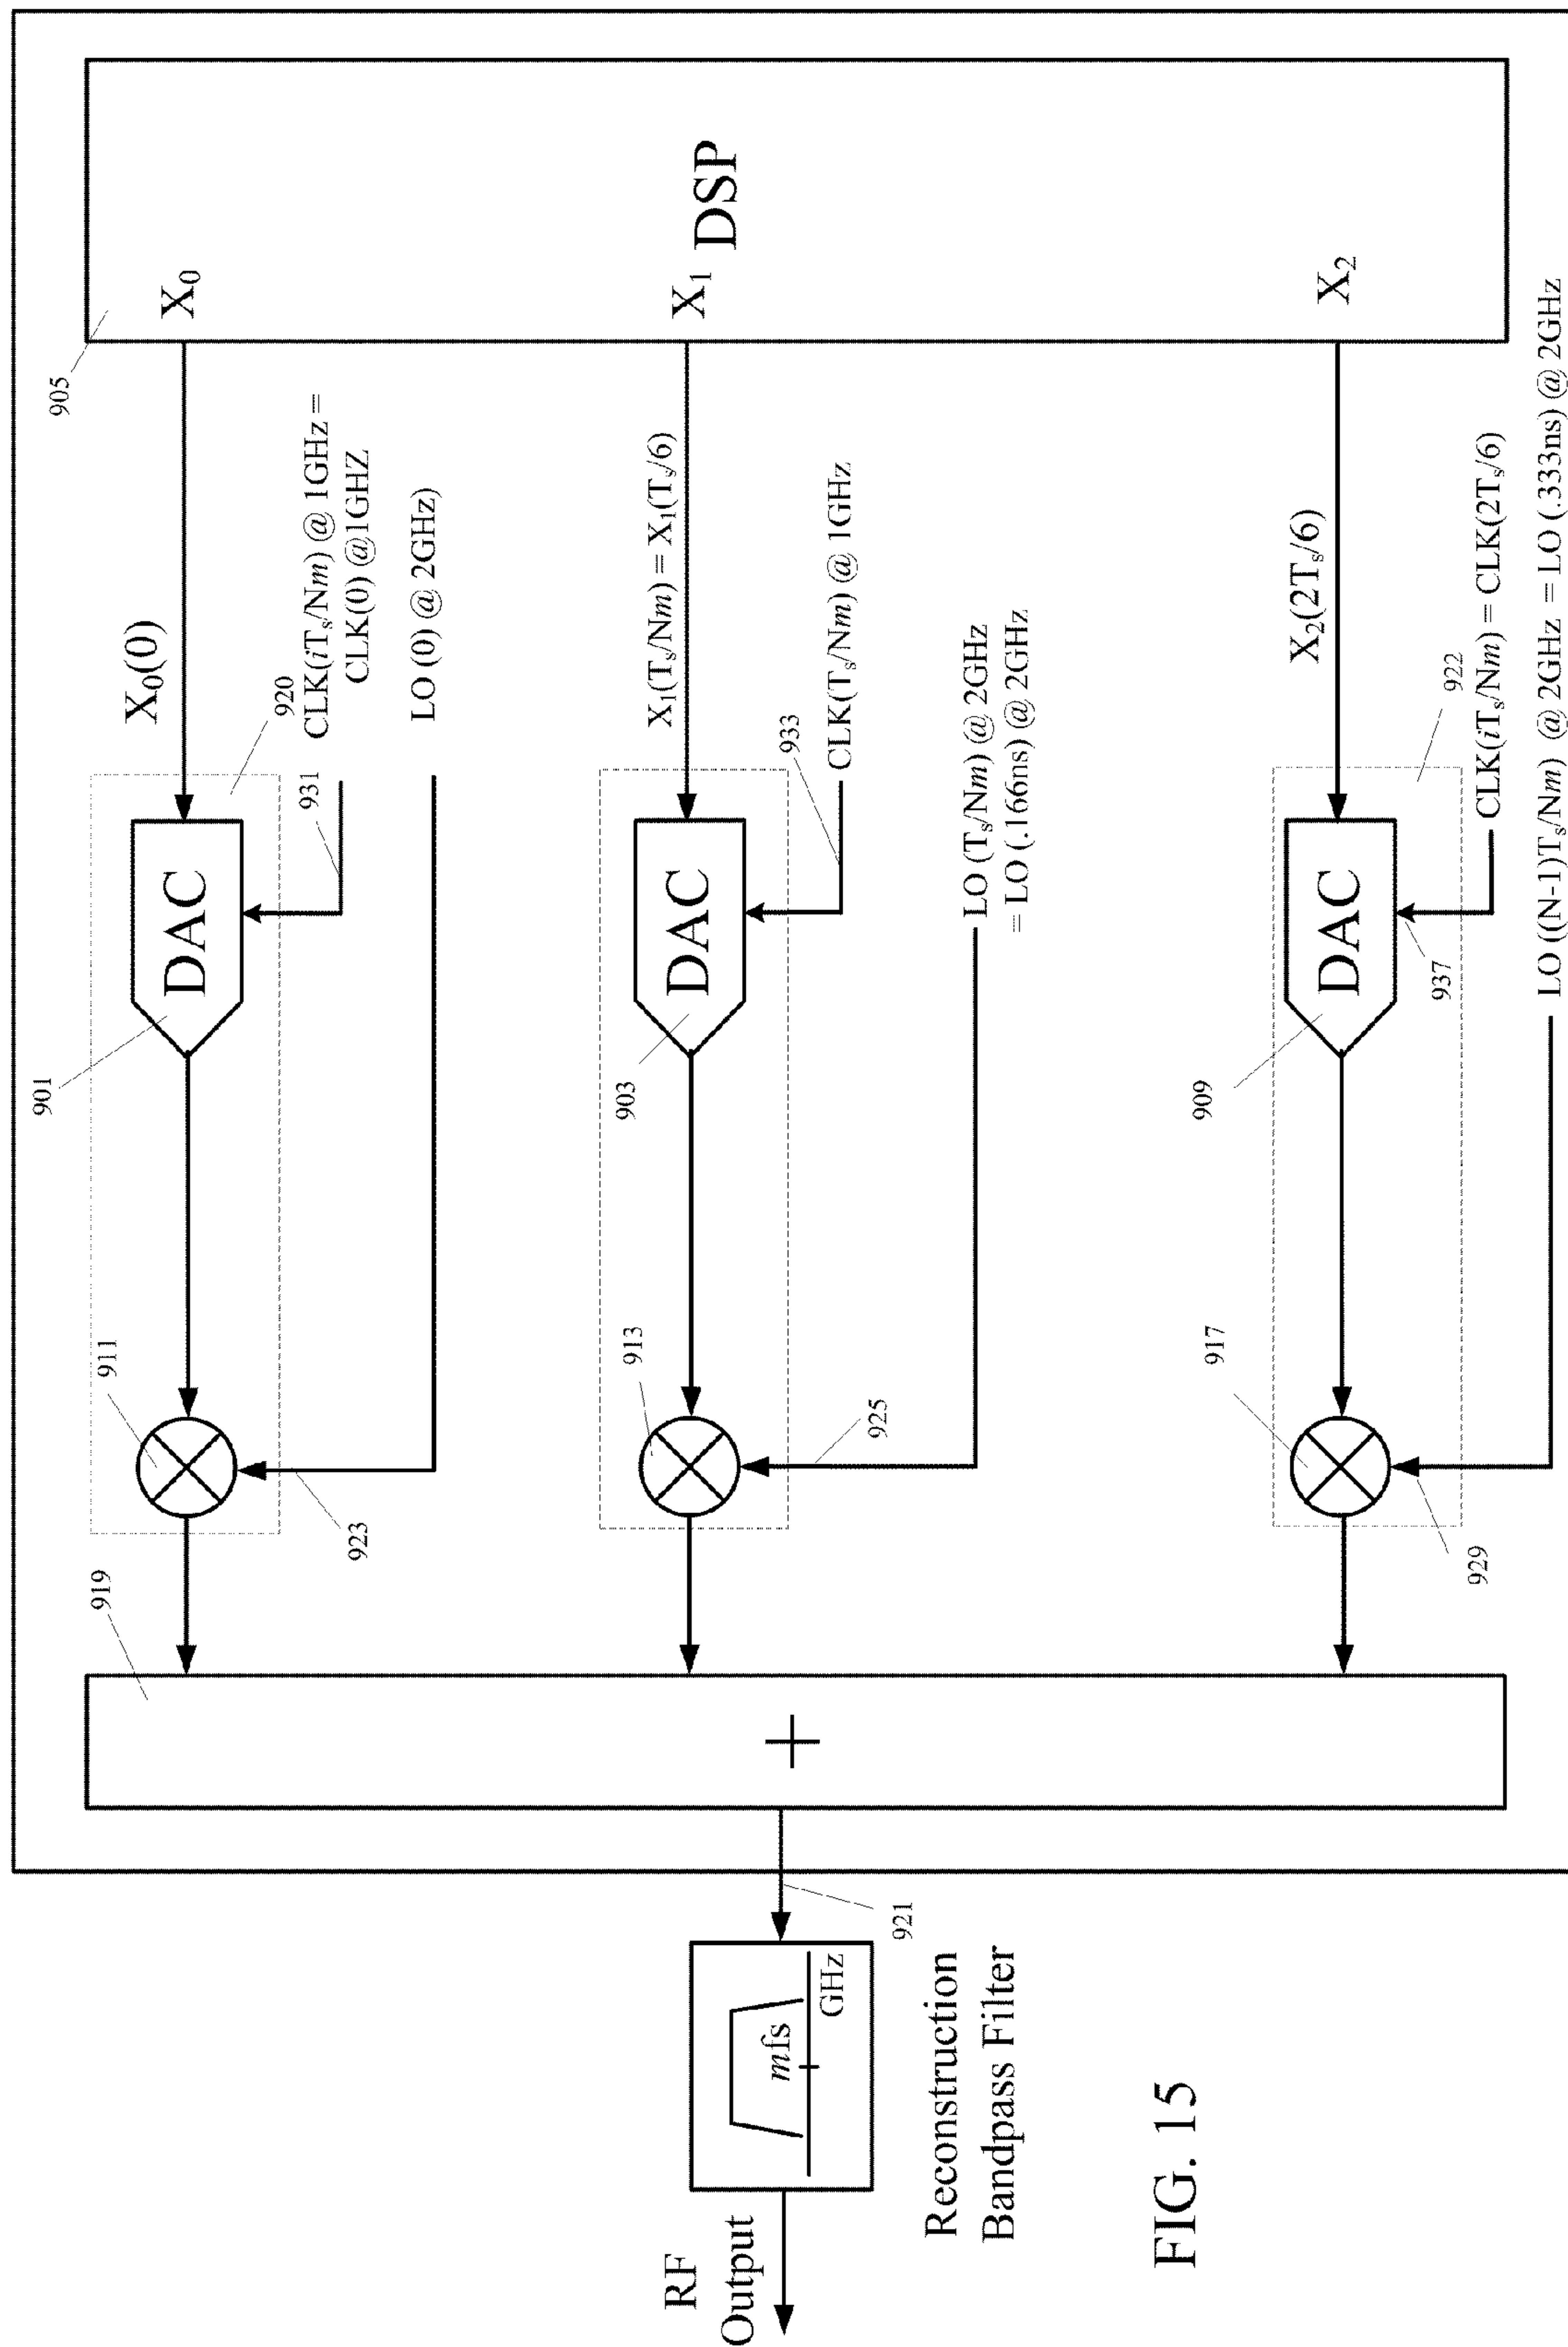 905
X0
X1 DSP
X2
X0(0)
920
CLK(iTs/Nm) @ 1GHz =
CLK(0) @1GHZ
LO (0) @ 2GHz)
931
DAC
901
911
923
X1(Ts/Nm) = X1(Ts/6)
933
CLK(Ts/Nm) @ 1GHz
DAC
903
LO (Ts/Nm) @ 2GHz
= LO (.166ns) @ 2GHz
913
925
X2(2Ts/6)
922
CLK(iTs/Nm) = CLK(2Ts/6)
LO ((N-1)Ts/Nm) @ 2GHz = LO (.333ns) @ 2GHz
DAC
937
909
917
929
919
+
921
mfs
GHz
Reconstruction
Bandpass Filter
RF
Output
FIG. 15